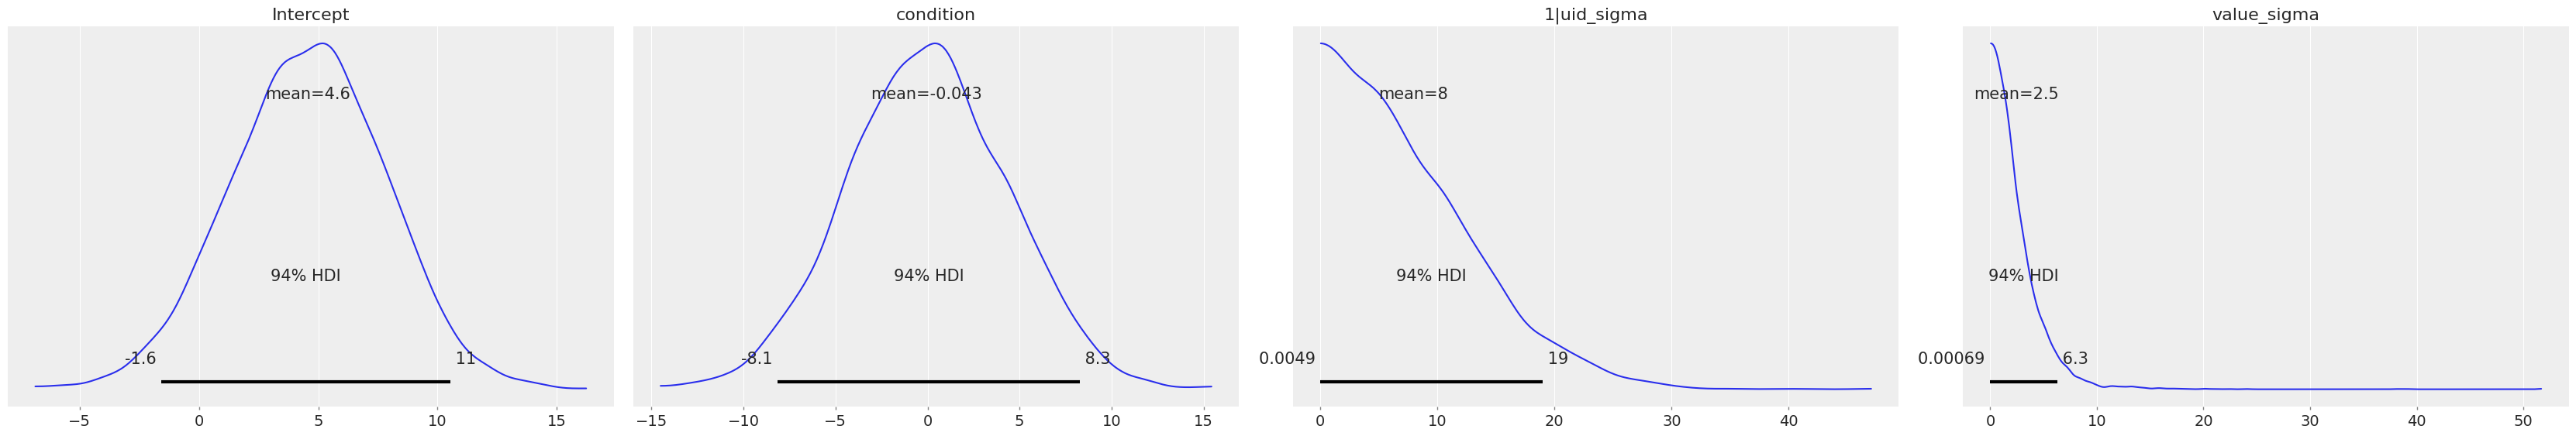 Intercept
mean=4.6
94% HDI
-1.6
11
−5
0
5
10
15
condition
mean=-0.043
94% HDI
-8.1
8.3
−15
−10
−5
0
5
10
15
1|uid_sigma
mean=8
94% HDI
0.0049
19
0
10
20
30
40
value_sigma
mean=2.5
94% HDI
0.00069
6.3
0
10
20
30
40
50